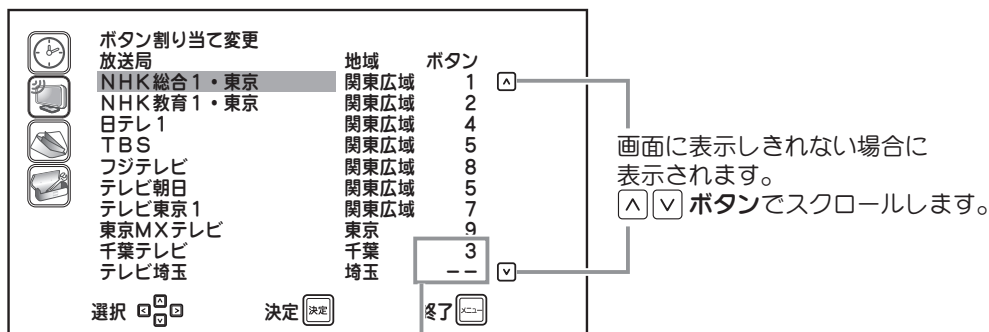 ボタン割り当て変更
放送局 地域 ボタン
NHK総合1・東京 関東広域 1
NHK教育1・東京 関東広域 2
日テレ1 関東広域 4
TBS 関東広域 5
フジテレビ 関東広域 8
テレビ朝日 関東広域 5
テレビ東京1 関東広域 7
東京MXテレビ 東京 9
千葉テレビ 千葉 3
テレビ埼玉 埼玉 −−
選択 決定 決定 終了 メニュー
画面に表示しきれない場合に
表示されます。
ボタンでスクロールします。